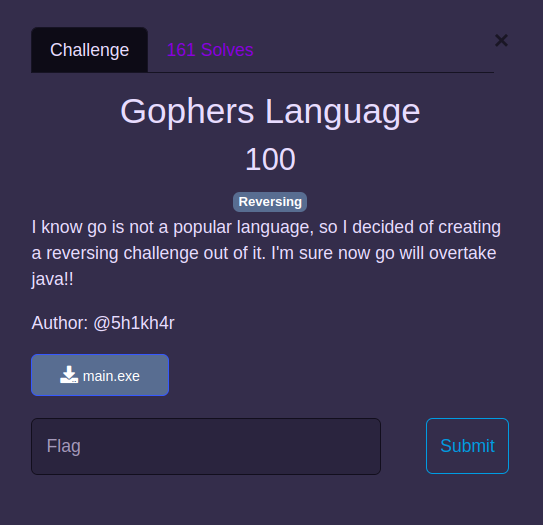 Challenge 161 Solves ×
Gophers Language
100
Reversing
I know go is not a popular language, so I decided of creating
a reversing challenge out of it. I'm sure now go will overtake
java!!
Author: @5h1kh4r
main.exe
Flag Submit